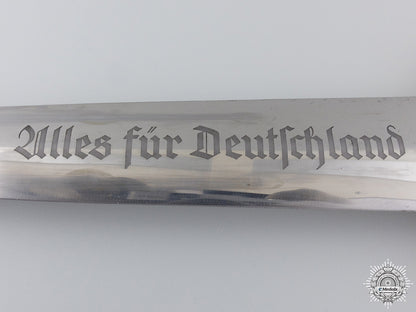 Alles für Deutſchland